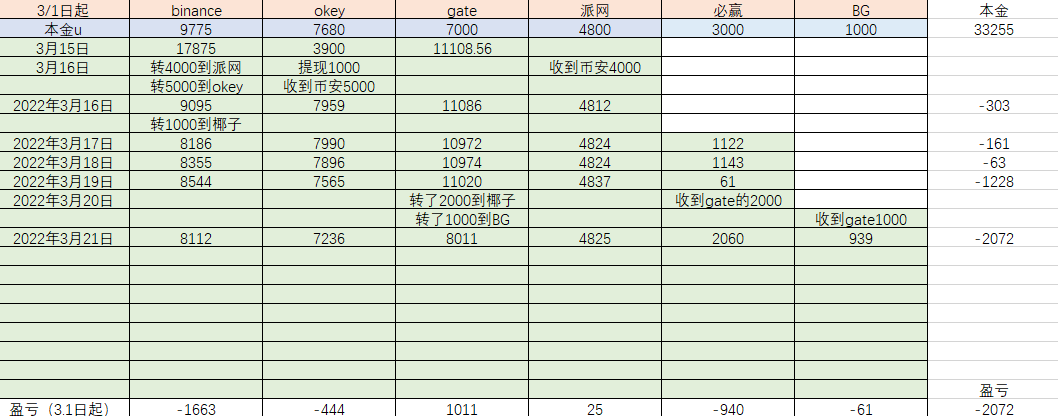 3/1日起 binance okey gate 派网 必赢 BG 本金
本金u 9775 7680 7000 4800 3000 1000 33255
3月15日 17875 3900 11108.56
3月16日 转4000到派网 提现1000 收到币安4000
转5000到okey 收到币安5000
2022年3月16日 9095 7959 11086 4812 -303
转1000到椰子
2022年3月17日 8186 7990 10972 4824 1122 -161
2022年3月18日 8355 7896 10974 4824 1143 -63
2022年3月19日 8544 7565 11020 4837 61 -1228
2022年3月20日 转了2000到椰子 收到gate的2000
转了1000到BG 收到gate1000
2022年3月21日 8112 7236 8011 4825 2060 939 -2072
盈亏
盈亏（3.1日起） -1663 -444 1011 25 -940 -61 -2072